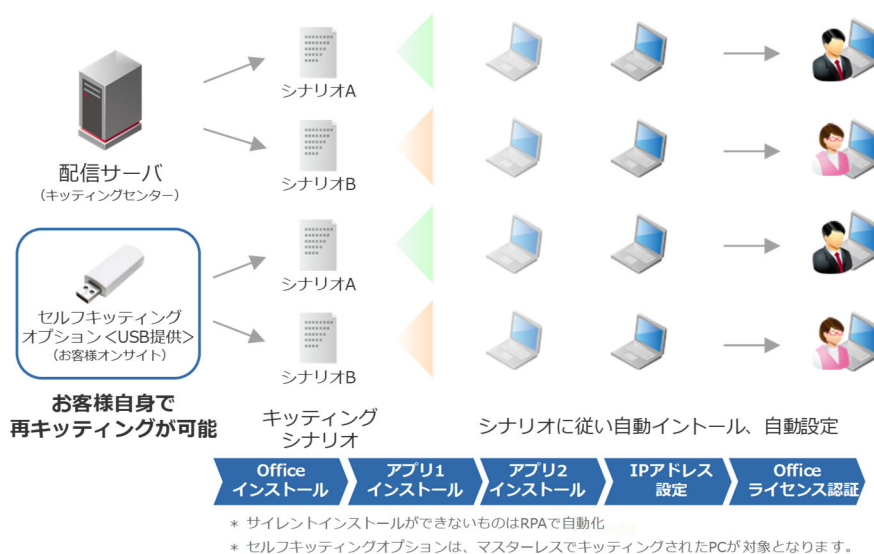 シナリオA
シナリオB
配信サーバ
（キッティングセンター）
セルフキッティング
オプション<USB提供>
（お客様オンサイト）
シナリオA
シナリオB
お客様自身で
再キッティングが可能
キッティング
シナリオ
シナリオに従い自動イントール、自動設定
Office
インストール
アプリ1
インストール
アプリ2
インストール
IPアドレス
設定
Office
ライセンス認証
* サイレントインストールができないものはRPAで自動化
* セルフキッティングオプションは、マスターレスでキッティングされたPCが対象となります。